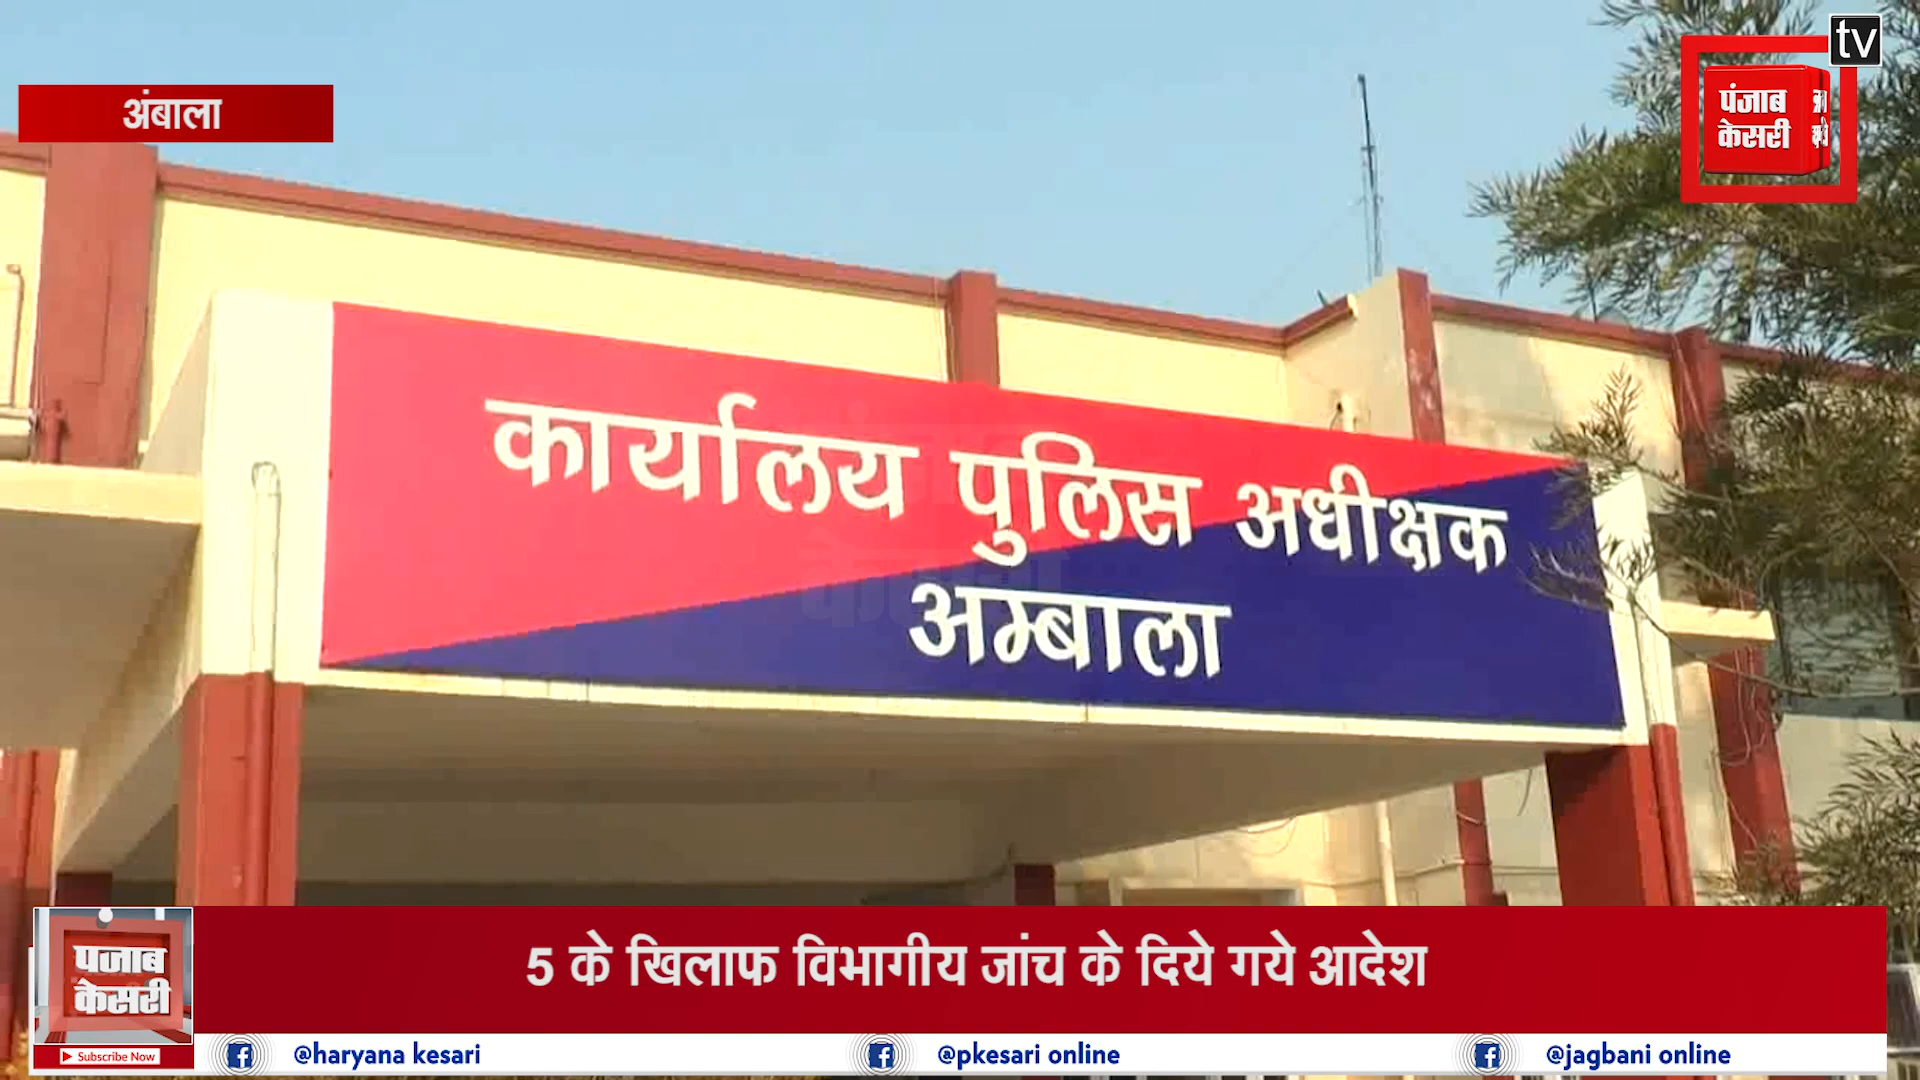 tv
अंबाला
पंजाब
केसरी
कार्यालय पुलिस अधीक्षक
अम्बाला
5 के खिलाफ विभागीय जांच के दिये गये आदेश
पंजाब
केसरी
Subscribe Now
@haryana kesari
@pkesari online
@jagbani online